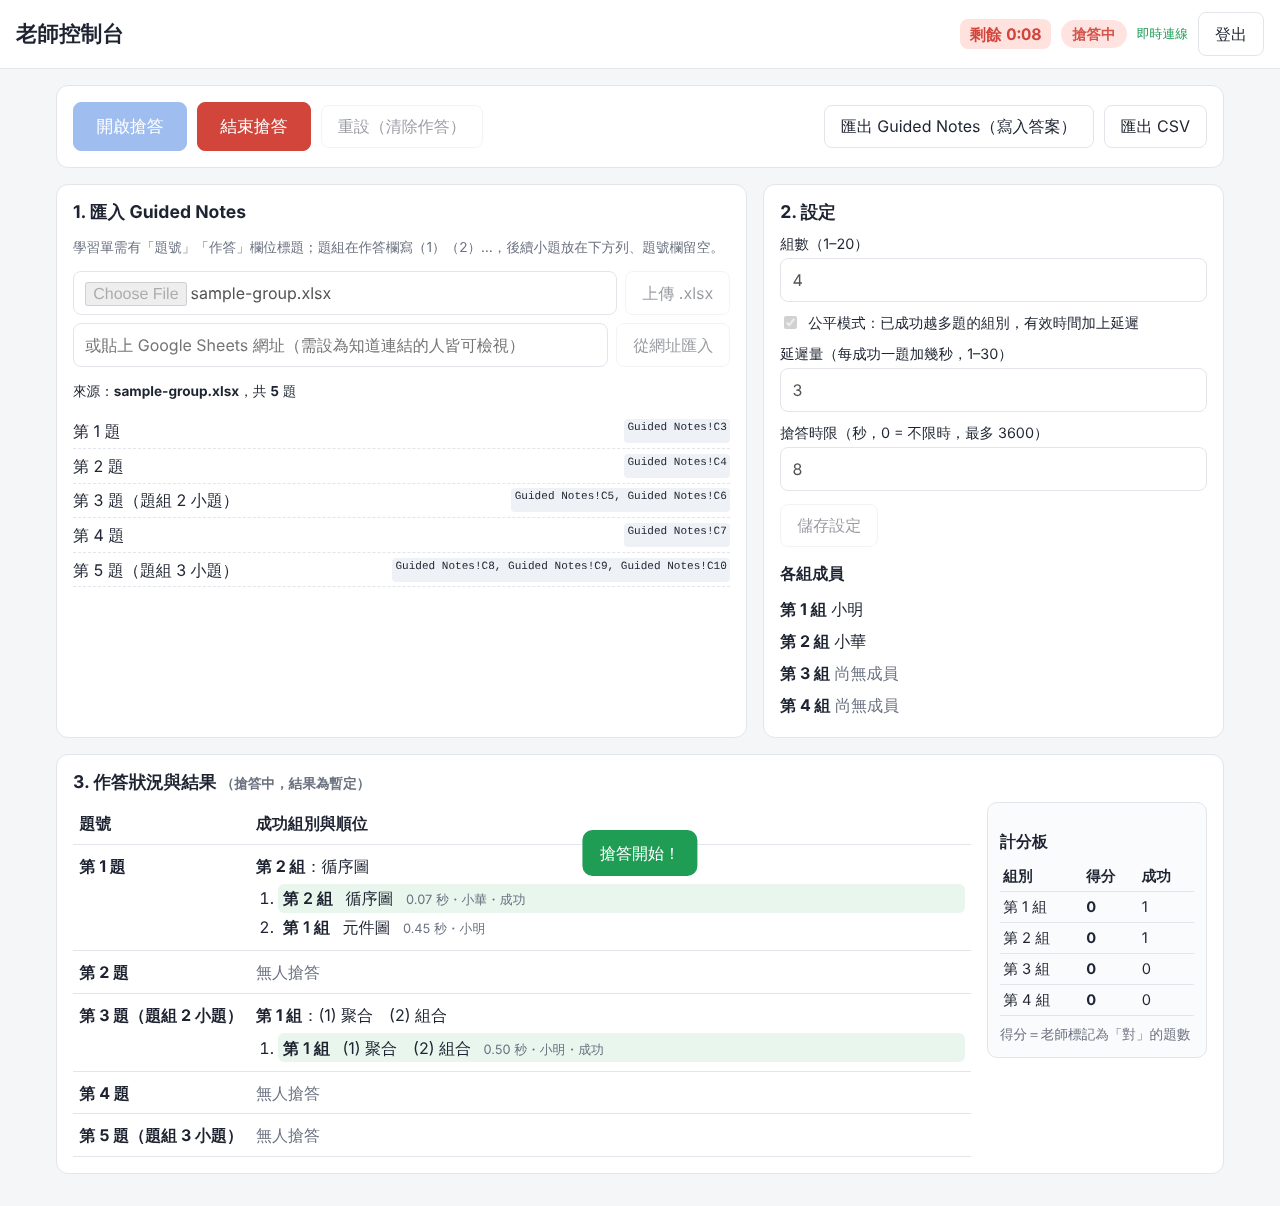 老師控制台
剩餘 0:08
搶答中
即時連線
登出
開啟搶答
結束搶答
重設（清除作答）
匯出 Guided Notes（寫入答案）
匯出 CSV
1. 匯入 Guided Notes
學習單需有「題號」「作答」欄位標題；題組在作答欄寫（1）（2）...，後續小題放在下方列、題號欄留空。
Choose File sample-group.xlsx
上傳 .xlsx
或貼上 Google Sheets 網址（需設為知道連結的人皆可檢視）
從網址匯入
來源：sample-group.xlsx，共 5 題
第 1 題
Guided Notes!C3
第 2 題
Guided Notes!C4
第 3 題（題組 2 小題）
Guided Notes!C5, Guided Notes!C6
第 4 題
Guided Notes!C7
第 5 題（題組 3 小題）
Guided Notes!C8, Guided Notes!C9, Guided Notes!C10
2. 設定
組數（1–20）
4
公平模式：已成功越多題的組別，有效時間加上延遲
延遲量（每成功一題加幾秒，1–30）
3
搶答時限（秒，0 = 不限時，最多 3600）
8
儲存設定
各組成員
第 1 組 小明
第 2 組 小華
第 3 組 尚無成員
第 4 組 尚無成員
3. 作答狀況與結果 （搶答中，結果為暫定）
題號
成功組別與順位
搶答開始！
第 1 題
第 2 組：循序圖
1. 第 2 組 循序圖 0.07 秒・小華・成功
2. 第 1 組 元件圖 0.45 秒・小明
第 2 題
無人搶答
第 3 題（題組 2 小題）
第 1 組：(1) 聚合 (2) 組合
1. 第 1 組 (1) 聚合 (2) 組合 0.50 秒・小明・成功
第 4 題
無人搶答
第 5 題（題組 3 小題）
無人搶答
計分板
組別 得分 成功
第 1 組 0 1
第 2 組 0 1
第 3 組 0 0
第 4 組 0 0
得分＝老師標記為「對」的題數